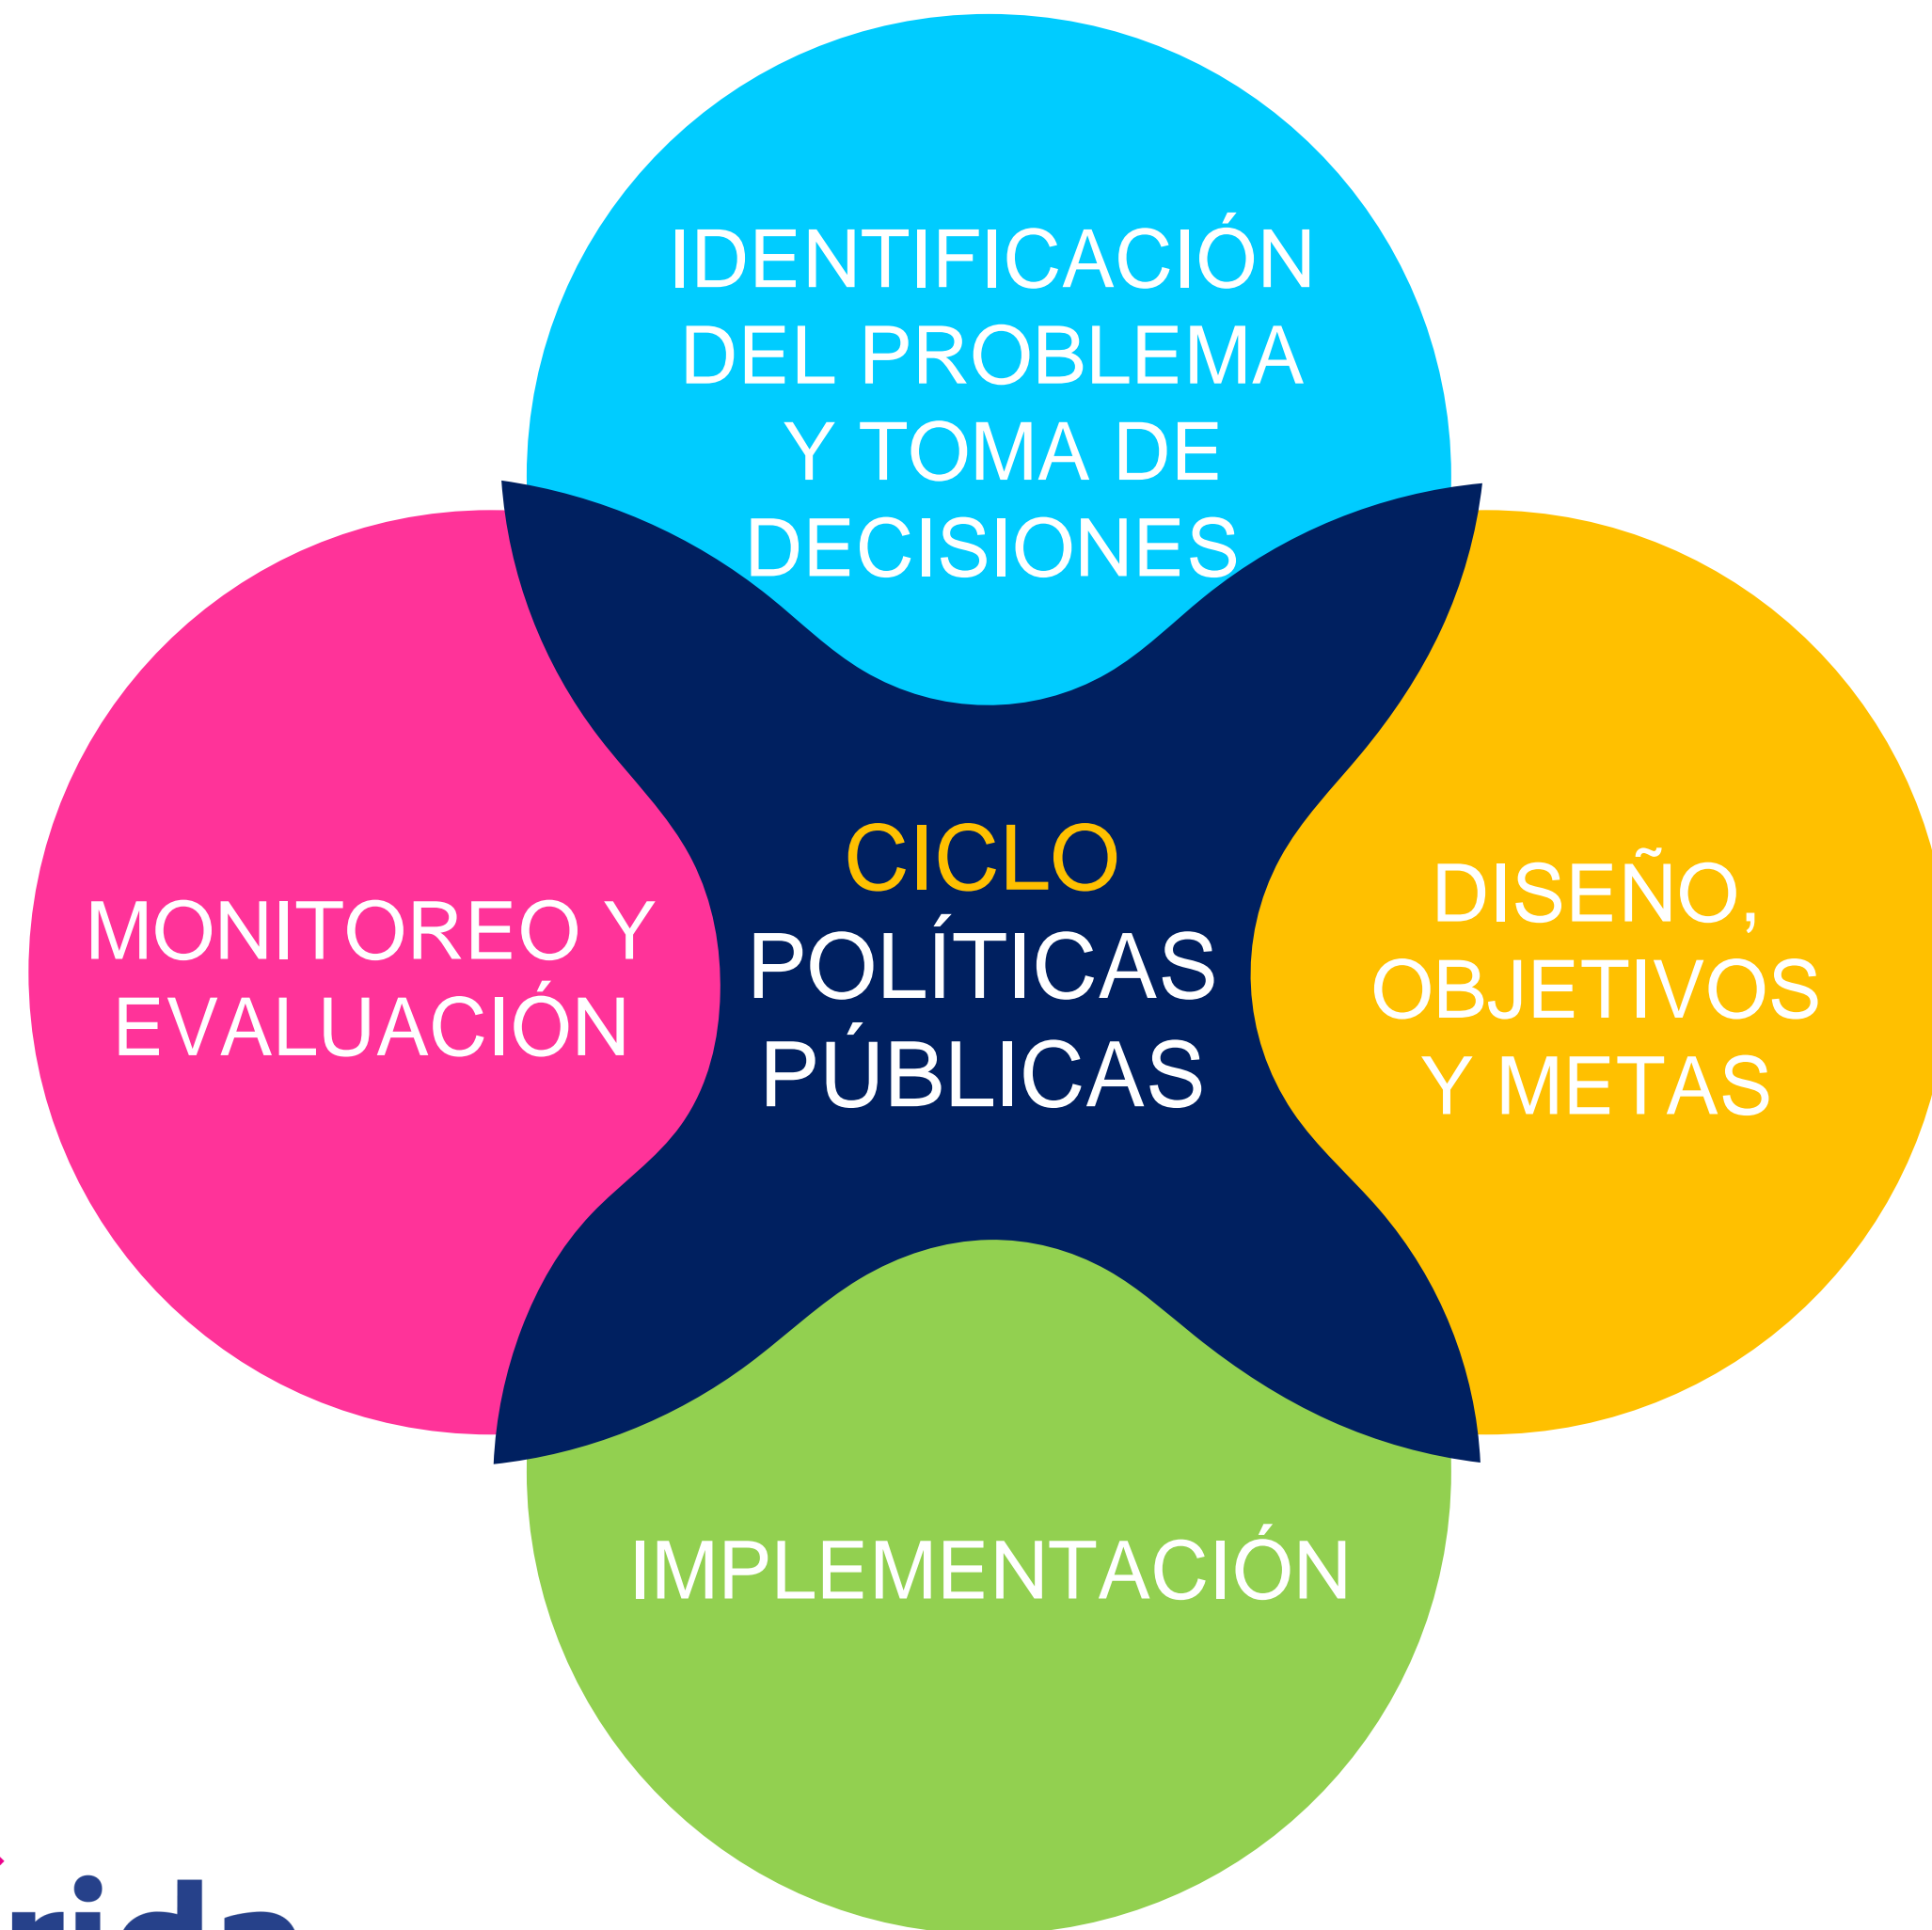 IDENTIFICACIÓN
DEL PROBLEMA
Y TOMA DE
DECISIONES
MONITOREO Y
EVALUACIÓN
CICLO
POLÍTICAS
PÚBLICAS
DISEÑO,
OBJETIVOS
Y METAS
IMPLEMENTACIÓN